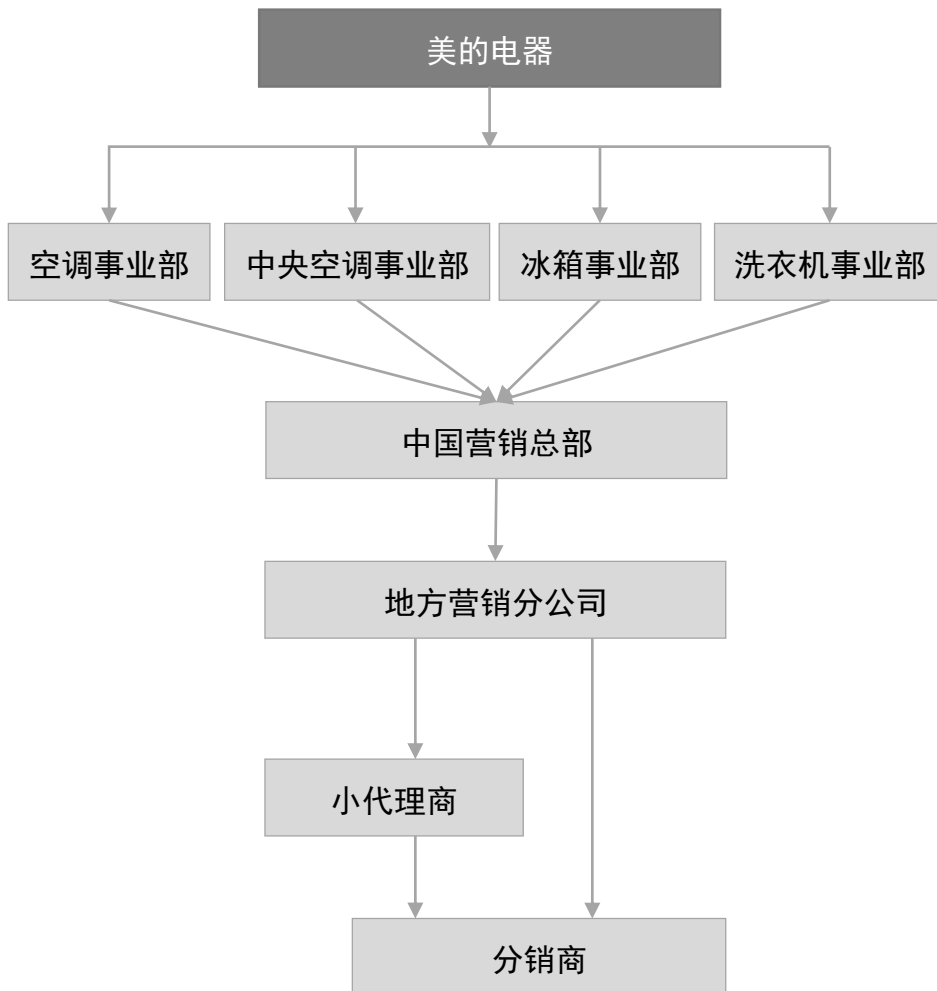 美的电器
空调事业部
中央空调事业部
冰箱事业部
洗衣机事业部
中国营销总部
地方营销分公司
小代理商
分销商